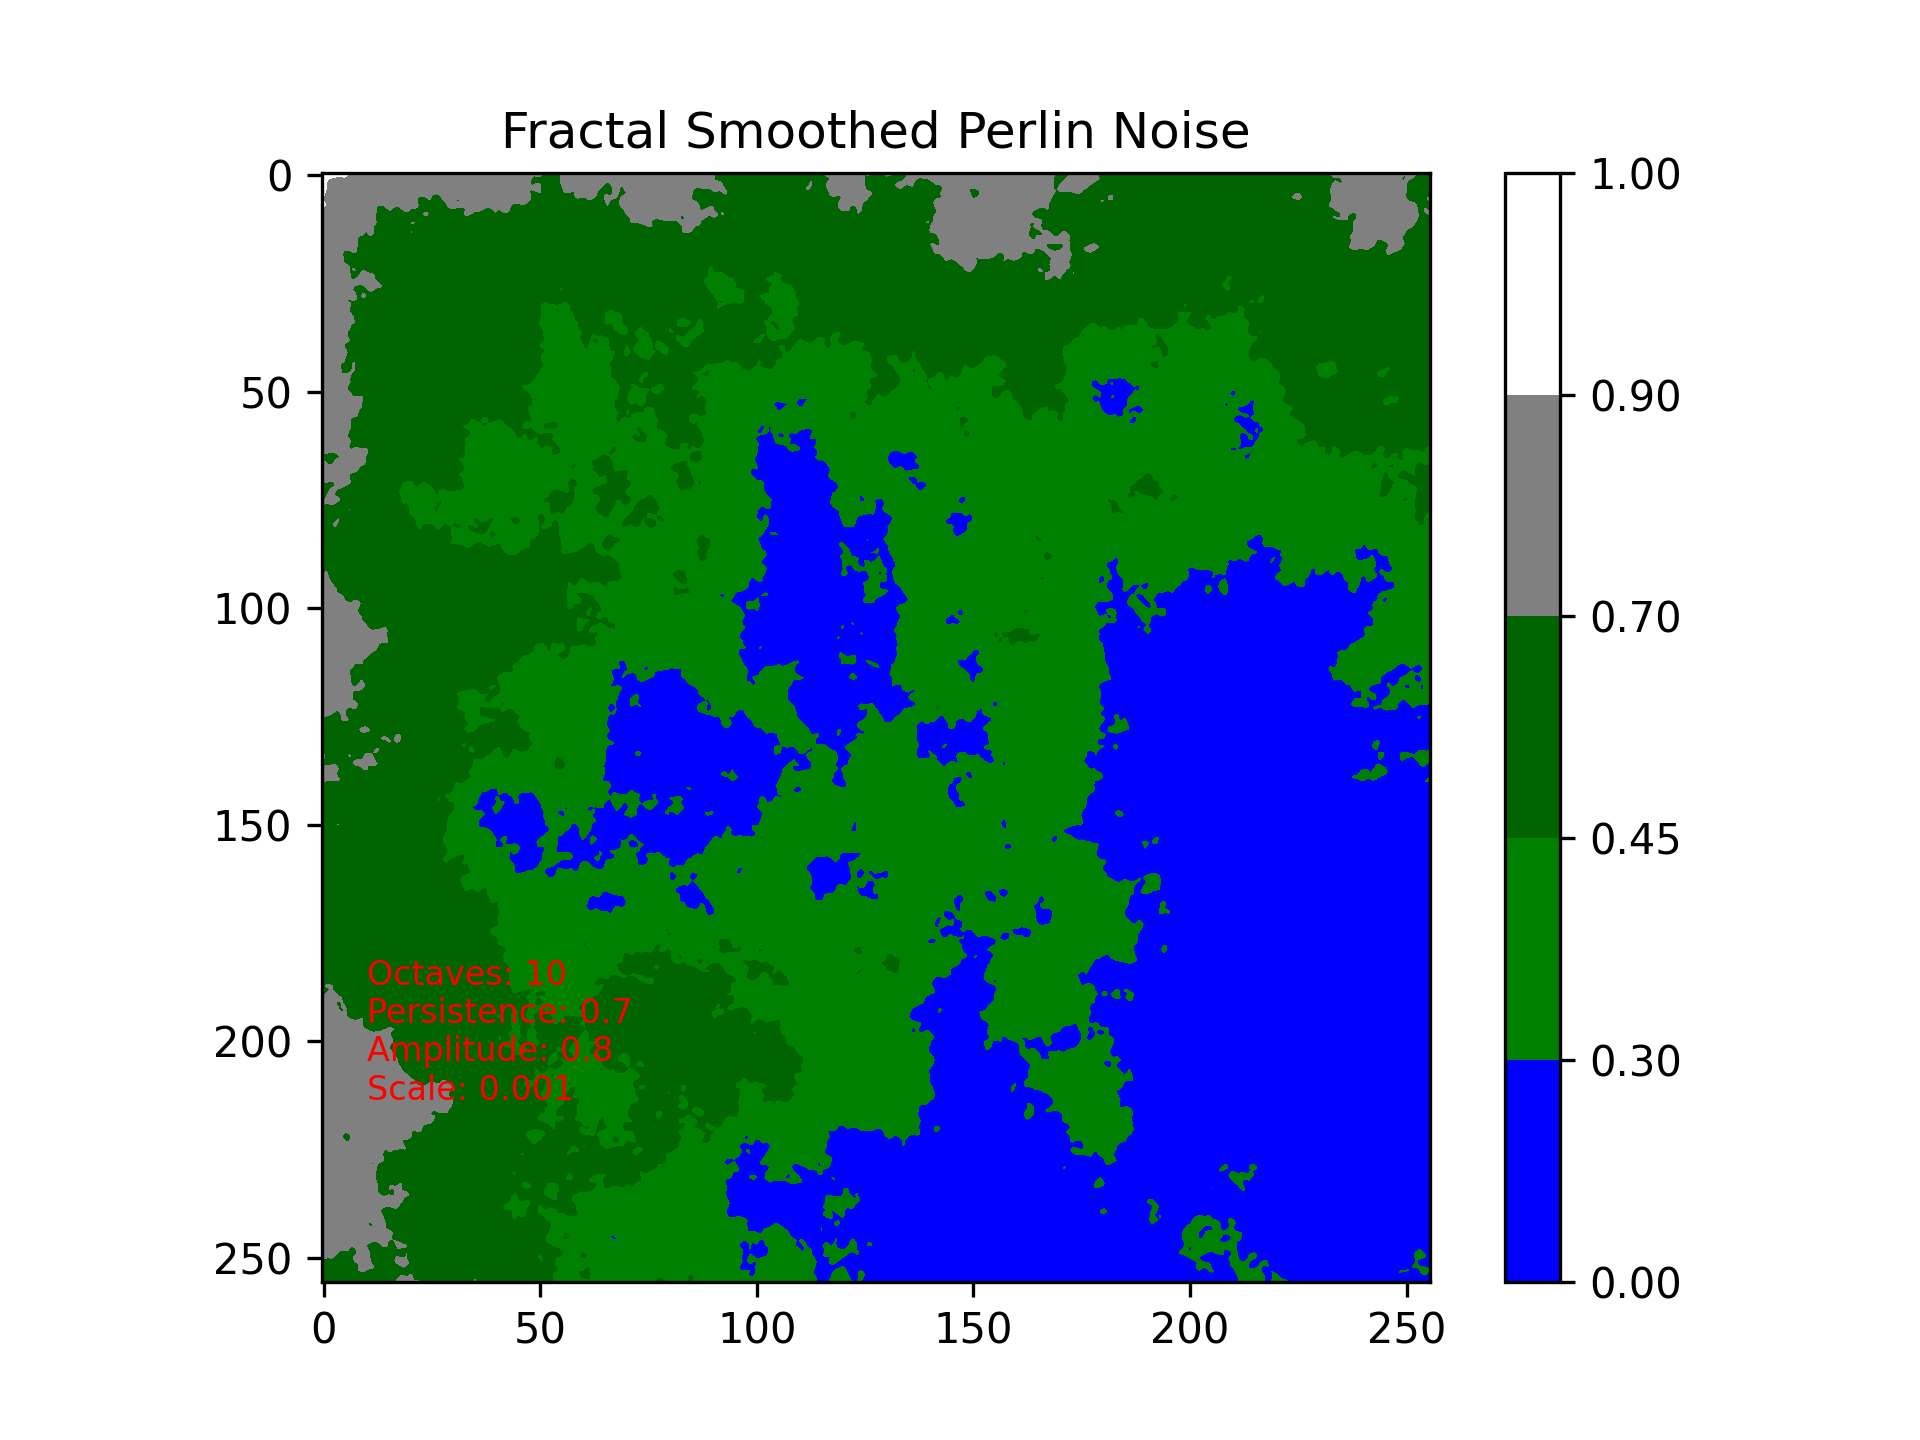 Fractal Smoothed Perlin Noise
0
50
100
150
200
250
Octaves: 10
Persistence: 0.7
Amplitude: 0.8
Scale: 0.001
0 50 100 150 200 250
1.00
0.90
0.70
0.45
0.30
0.00